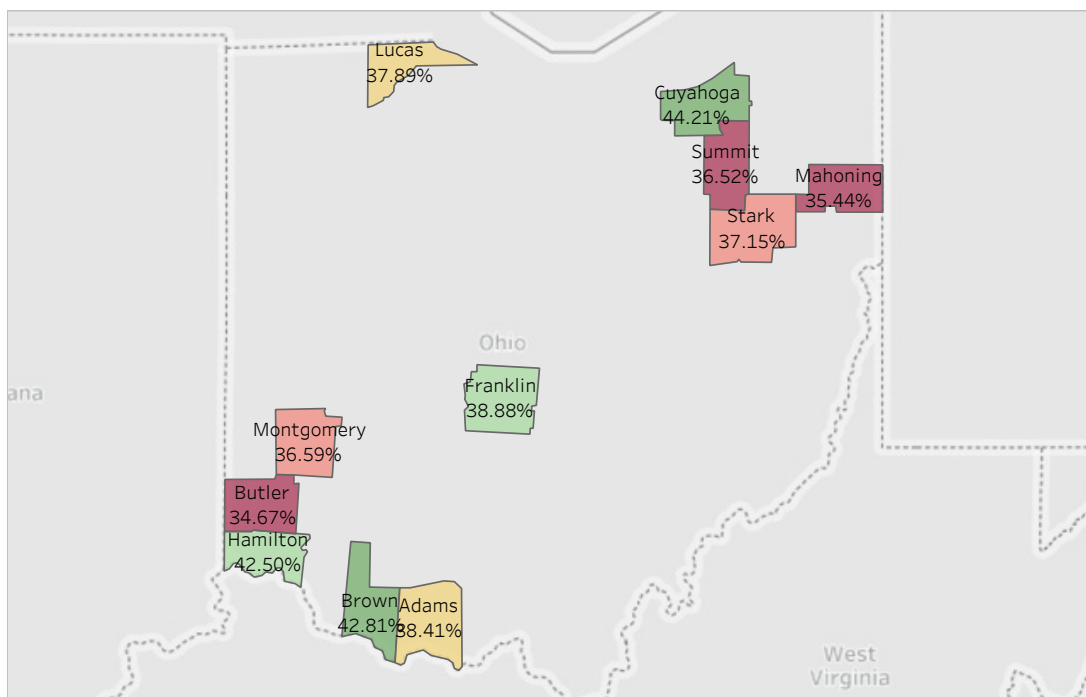 Lucas
37.89%
Cuyahoga
44.21%
Summit
36.52%
Mahoning
35.44%
Stark
37.15%
Ohio
Franklin
38.88%
ana
Montgomery
36.59%
Butler
34.67%
Hamilton
42.50%
Brown
42.81%
Adams
38.41%
West
Virginia